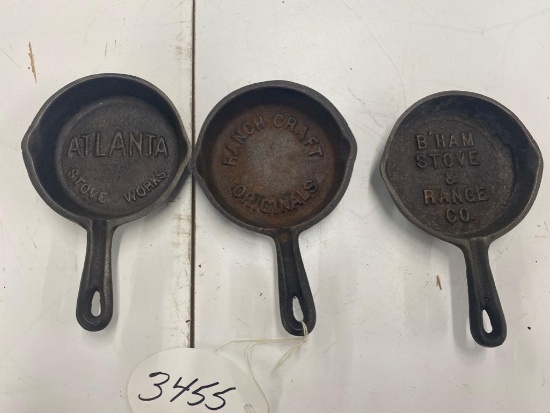 ATLANTA
STOVE WORKS
RANCH CRAFT
ORIGINALS
B'HAM
STOVE
&
RANGE
CO.
3455